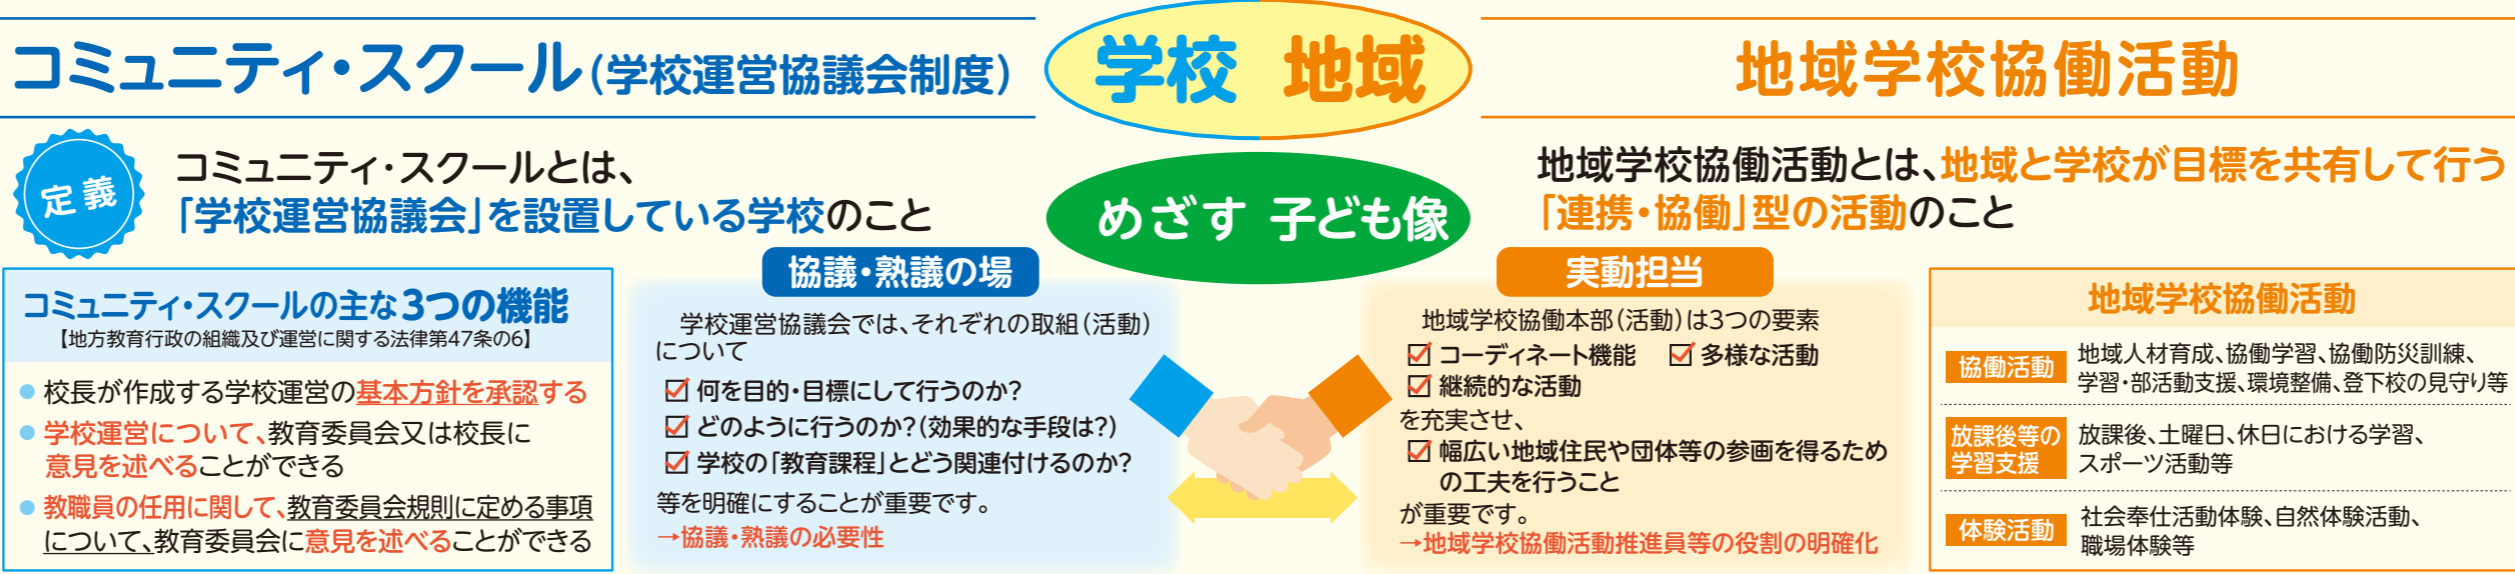 コミュニティ・スクール(学校運営協議会制度)
学校 地域
地域学校協働活動
定義
コミュニティ・スクールとは、
「学校運営協議会」を設置している学校のこと
めざす 子ども像
地域学校協働活動とは、地域と学校が目標を共有して行う
「連携・協働」型の活動のこと
コミュニティ・スクールの主な3つの機能
【地方教育行政の組織及び運営に関する法律第47条の6】
● 校長が作成する学校運営の基本方針を承認する
● 学校運営について、教育委員会又は校長に
意見を述べることができる
● 教職員の任用に関して、教育委員会規則に定める事項
について、教育委員会に意見を述べることができる
協議・熟議の場
学校運営協議会では、それぞれの取組(活動)
について
☑ 何を目的・目標にして行うのか?
☑ どのように行うのか?(効果的な手段は?)
☑ 学校の「教育課程」とどう関連付けるのか?
等を明確にすることが重要です。
→協議・熟議の必要性
実動担当
地域学校協働本部(活動)は3つの要素
☑ コーディネート機能 ☑ 多様な活動
☑ 継続的な活動
を充実させ、
☑ 幅広い地域住民や団体等の参画を得るため
の工夫を行うこと
が重要です。
→地域学校協働活動推進員等の役割の明確化
地域学校協働活動
協働活動
地域人材育成、協働学習、協働防災訓練、
学習・部活動支援、環境整備、登下校の見守り等
放課後等の
学習支援
放課後、土曜日、休日における学習、
スポーツ活動等
体験活動
社会奉仕活動体験、自然体験活動、
職場体験等